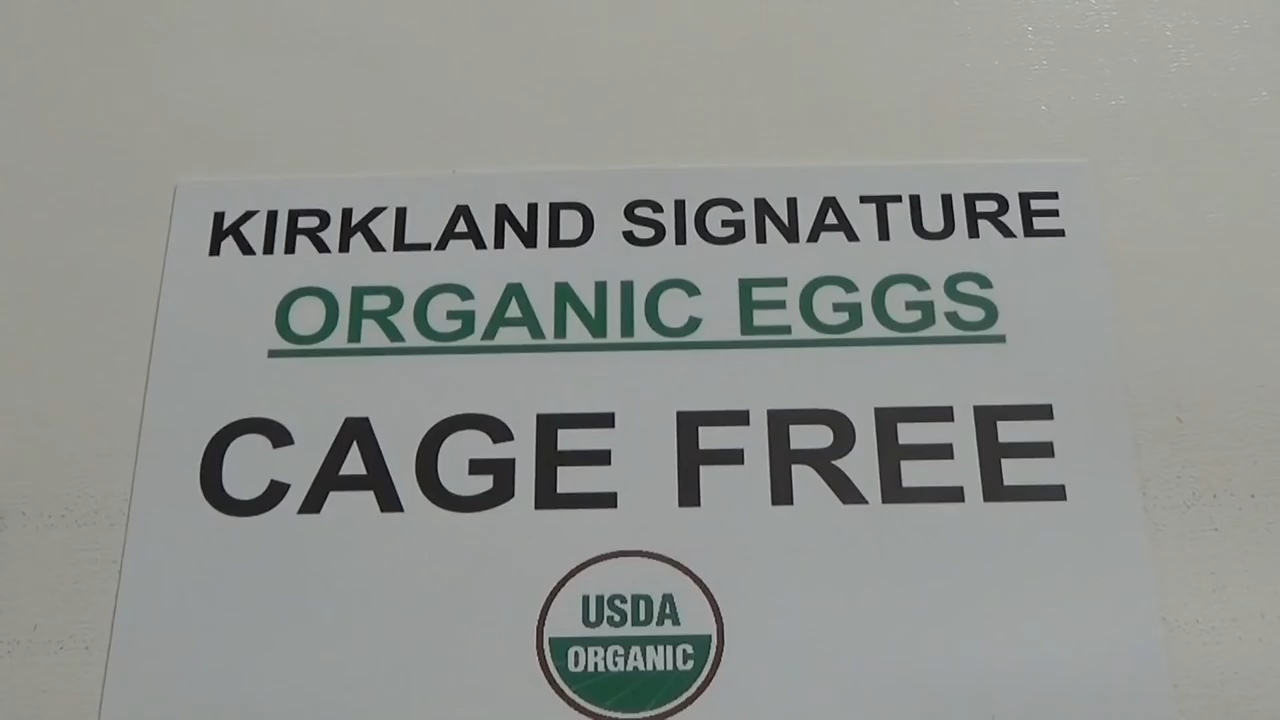 KIRKLAND SIGNATURE
ORGANIC EGGS
CAGE FREE
USDA
ORGANIC